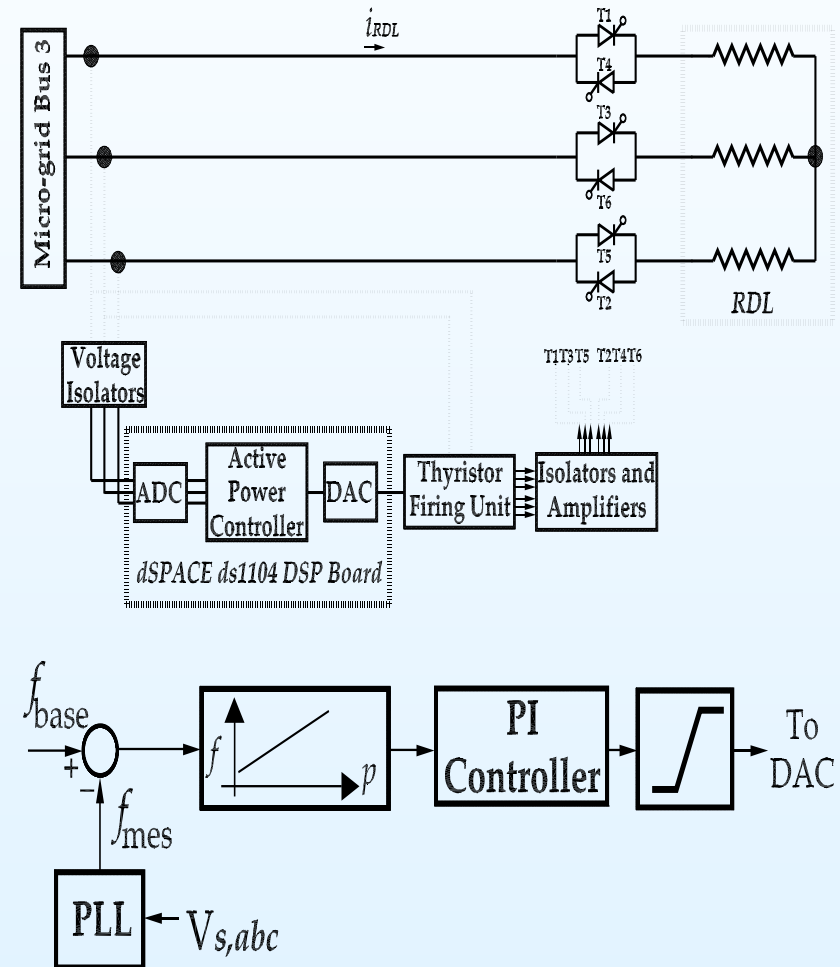 Micro-grid Bus 3
iRDL
T1
T4
T3
T6
T5
T2
RDL
Voltage
Isolators
T1T3T5 T2T4T6
ADC
Active
Power
Controller
DAC
dSPACE ds1104 DSP Board
Thyristor
Firing Unit
Isolators and
Amplifiers
fbase
+
−
fmes
f
p
PI
Controller
To
DAC
PLL
Vs,abc